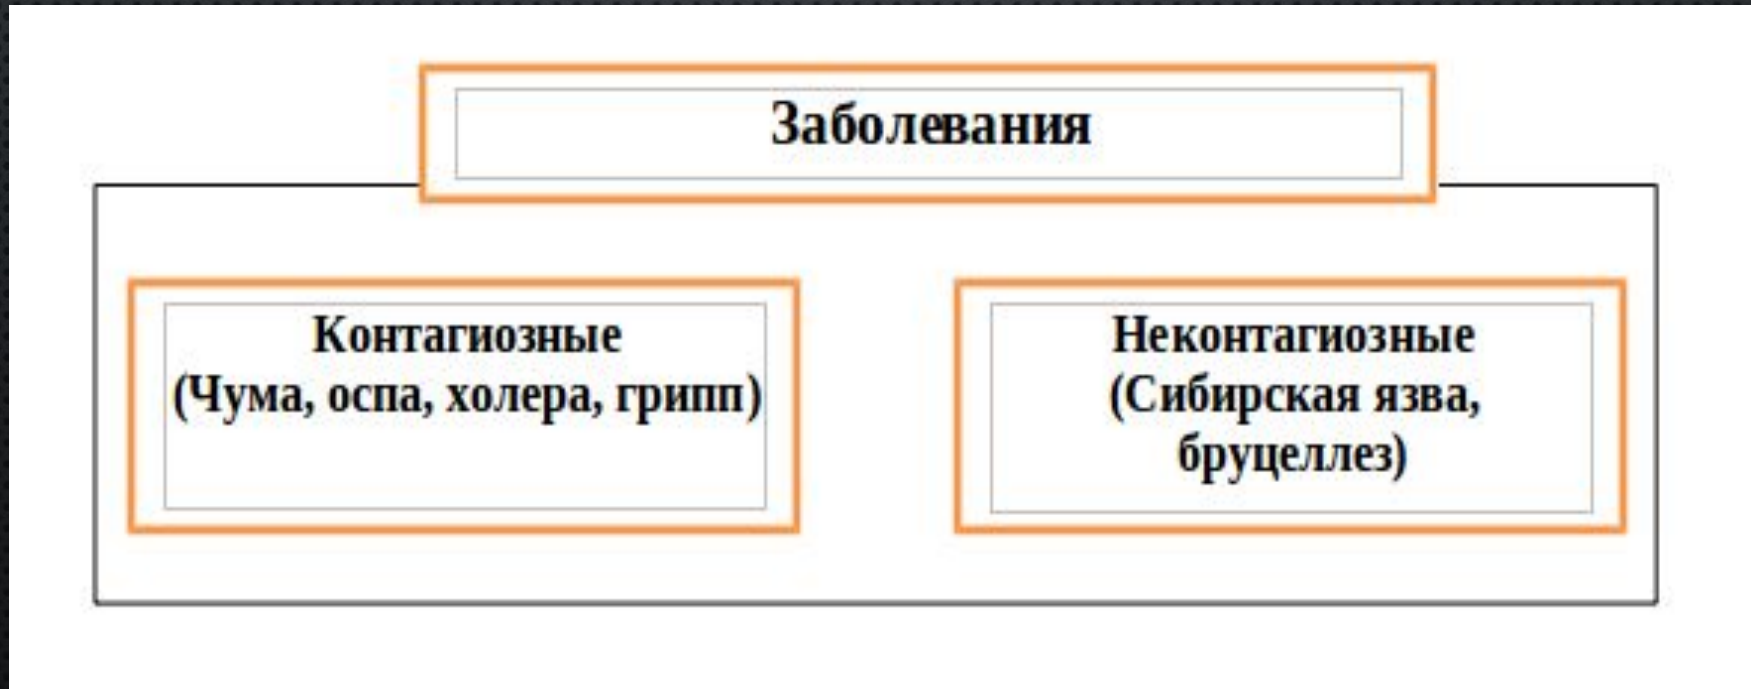 Заболевания
Контагиозные
(Чума, оспа, холера, грипп)
Неконтагиозные
(Сибирская язва,
бруцеллез)